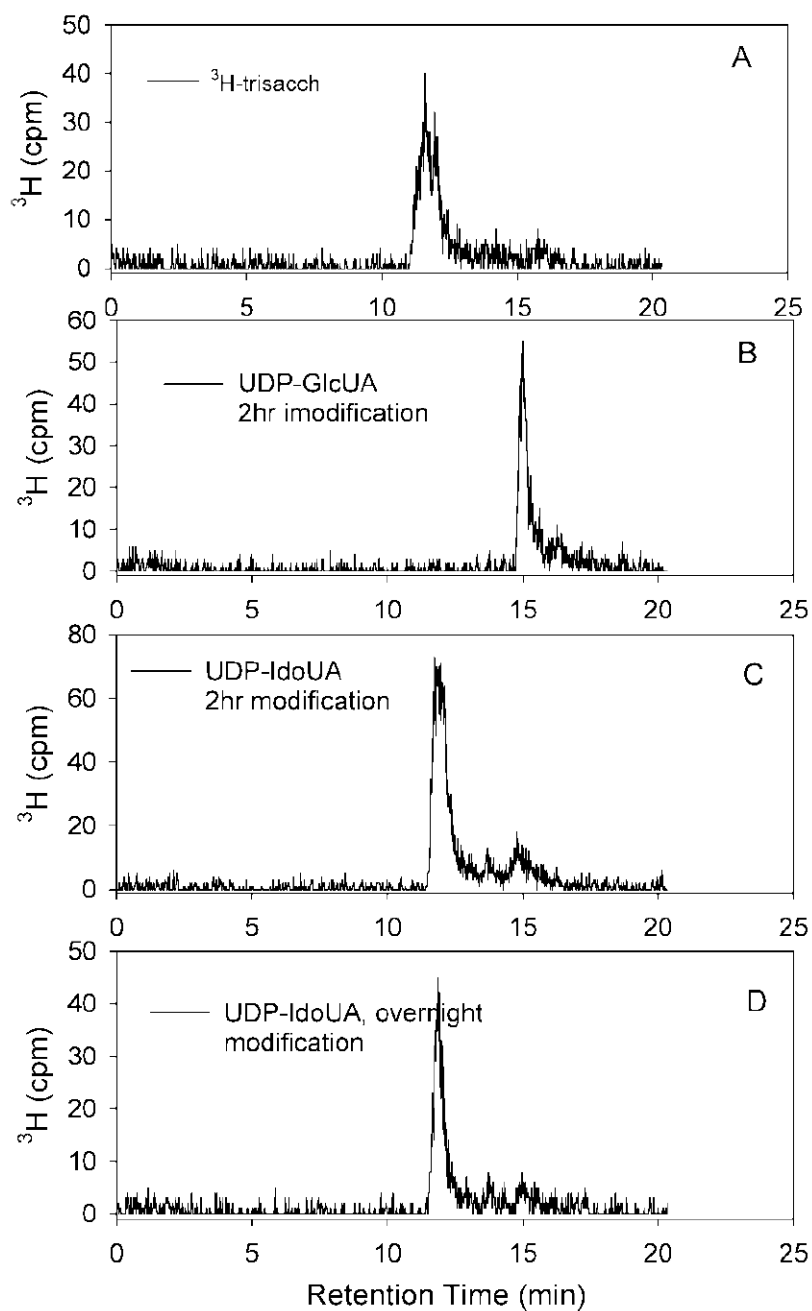 50
A
40
³H-trisacch
30
³H (cpm)
20
10
0
0 5 10 15 20 25
60
B
50
UDP-GlcUA
2hr imodification
40
30
³H (cpm)
20
10
0
0 5 10 15 20 25
80
C
UDP-IdoUA
2hr modification
60
40
³H (cpm)
20
0
0 5 10 15 20 25
50
D
40
UDP-IdoUA, overnight
modification
30
³H (cpm)
20
10
0
0 5 10 15 20 25
Retention Time (min)